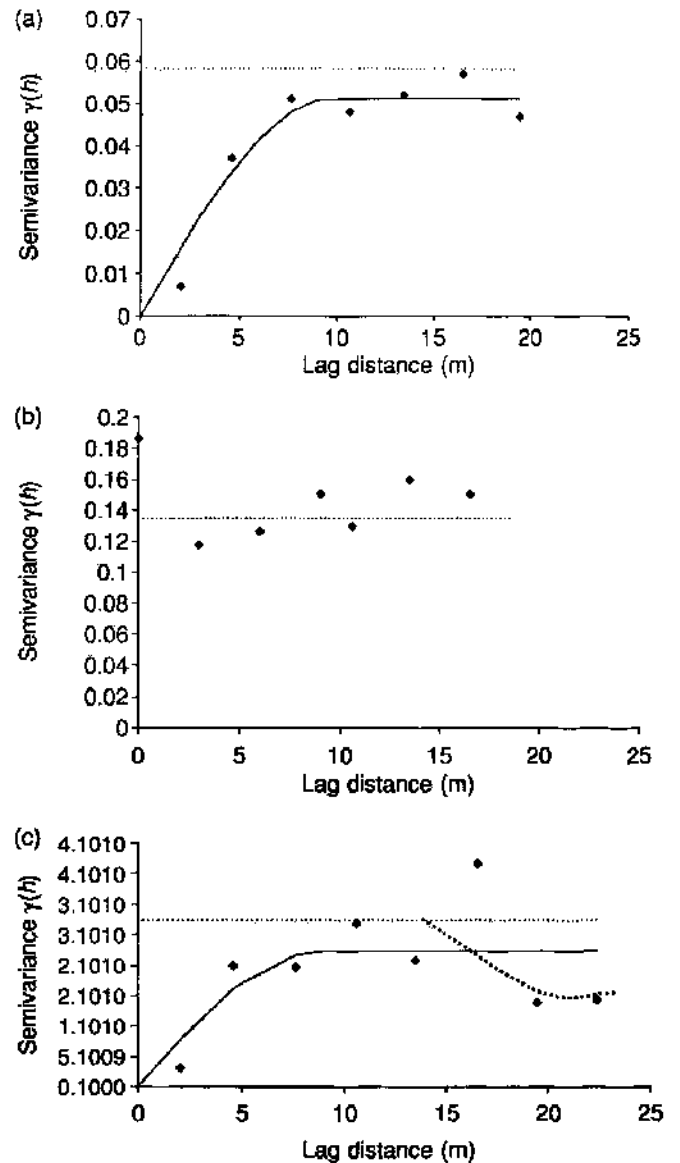 (a)
Semivariance γ(h)
0.08
0.07
0.06
0.05
0.04
0.03
0.02
0.01
0
0 5 10 15 20 25
Lag distance (m)
(b)
Semivariance γ(h)
0.2
0.18
0.16
0.14
0.12
0.1
0.08
0.06
0.04
0.02
0
0 5 10 15 20 25
Lag distance (m)
(c)
Semivariance γ(h)
4.1010
4.1010
3.1010
3.1010
2.1010
2.1010
1.1010
5.1009
0.1000
0 5 10 15 20 25
Lag distance (m)